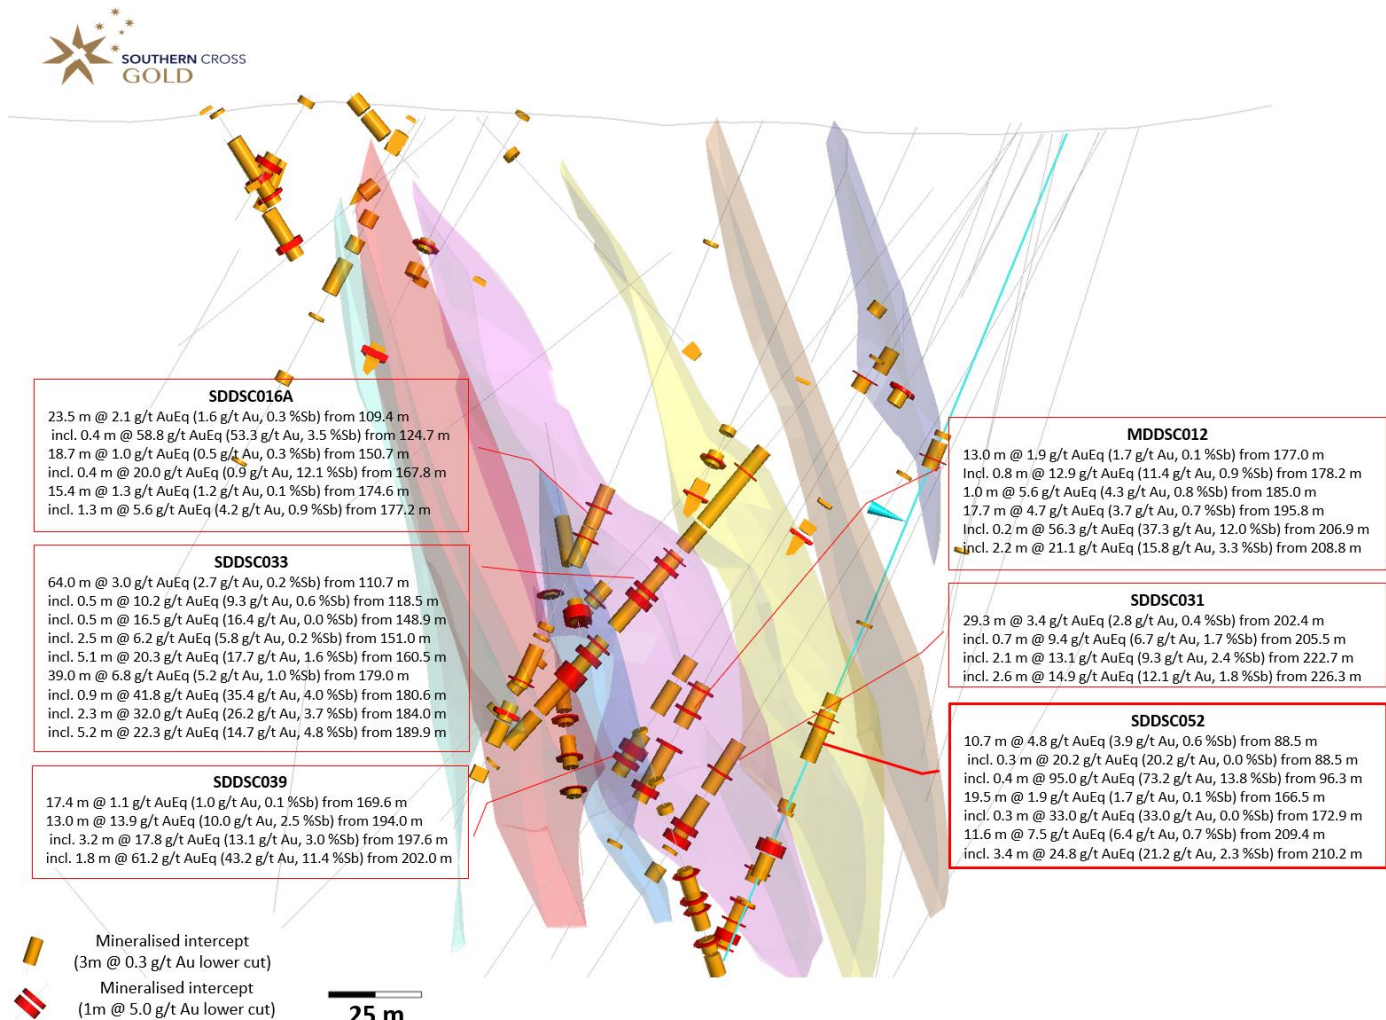 SOUTHERN CROSS
GOLD
SDDSC016A
23.5 m @ 2.1 g/t AuEq (1.6 g/t Au, 0.3 %Sb) from 109.4 m
incl. 0.4 m @ 58.8 g/t AuEq (53.3 g/t Au, 3.5 %Sb) from 124.7 m
18.7 m @ 1.0 g/t AuEq (0.5 g/t Au, 0.3 %Sb) from 150.7 m
incl. 0.4 m @ 20.0 g/t AuEq (0.9 g/t Au, 12.1 %Sb) from 167.8 m
15.4 m @ 1.3 g/t AuEq (1.2 g/t Au, 0.1 %Sb) from 174.6 m
incl. 1.3 m @ 5.6 g/t AuEq (4.2 g/t Au, 0.9 %Sb) from 177.2 m
SDDSC033
64.0 m @ 3.0 g/t AuEq (2.7 g/t Au, 0.2 %Sb) from 110.7 m
incl. 0.5 m @ 10.2 g/t AuEq (9.3 g/t Au, 0.6 %Sb) from 118.5 m
incl. 0.5 m @ 16.5 g/t AuEq (16.4 g/t Au, 0.0 %Sb) from 148.9 m
incl. 2.5 m @ 6.2 g/t AuEq (5.8 g/t Au, 0.2 %Sb) from 151.0 m
incl. 5.1 m @ 20.3 g/t AuEq (17.7 g/t Au, 1.6 %Sb) from 160.5 m
39.0 m @ 6.8 g/t AuEq (5.2 g/t Au, 1.0 %Sb) from 179.0 m
incl. 0.9 m @ 41.8 g/t AuEq (35.4 g/t Au, 4.0 %Sb) from 180.6 m
incl. 2.3 m @ 32.0 g/t AuEq (26.2 g/t Au, 3.7 %Sb) from 184.0 m
incl. 5.2 m @ 22.3 g/t AuEq (14.7 g/t Au, 4.8 %Sb) from 189.9 m
SDDSC039
17.4 m @ 1.1 g/t AuEq (1.0 g/t Au, 0.1 %Sb) from 169.6 m
13.0 m @ 13.9 g/t AuEq (10.0 g/t Au, 2.5 %Sb) from 194.0 m
incl. 3.2 m @ 17.8 g/t AuEq (13.1 g/t Au, 3.0 %Sb) from 197.6 m
incl. 1.8 m @ 61.2 g/t AuEq (43.2 g/t Au, 11.4 %Sb) from 202.0 m
MDDSC012
13.0 m @ 1.9 g/t AuEq (1.7 g/t Au, 0.1 %Sb) from 177.0 m
Incl. 0.8 m @ 12.9 g/t AuEq (11.4 g/t Au, 0.9 %Sb) from 178.2 m
1.0 m @ 5.6 g/t AuEq (4.3 g/t Au, 0.8 %Sb) from 185.0 m
17.7 m @ 4.7 g/t AuEq (3.7 g/t Au, 0.7 %Sb) from 195.8 m
Incl. 0.2 m @ 56.3 g/t AuEq (37.3 g/t Au, 12.0 %Sb) from 206.9 m
incl. 2.2 m @ 21.1 g/t AuEq (15.8 g/t Au, 3.3 %Sb) from 208.8 m
SDDSC031
29.3 m @ 3.4 g/t AuEq (2.8 g/t Au, 0.4 %Sb) from 202.4 m
incl. 0.7 m @ 9.4 g/t AuEq (6.7 g/t Au, 1.7 %Sb) from 205.5 m
incl. 2.1 m @ 13.1 g/t AuEq (9.3 g/t Au, 2.4 %Sb) from 222.7 m
incl. 2.6 m @ 14.9 g/t AuEq (12.1 g/t Au, 1.8 %Sb) from 226.3 m
SDDSC052
10.7 m @ 4.8 g/t AuEq (3.9 g/t Au, 0.6 %Sb) from 88.5 m
incl. 0.3 m @ 20.2 g/t AuEq (20.2 g/t Au, 0.0 %Sb) from 88.5 m
incl. 0.4 m @ 95.0 g/t AuEq (73.2 g/t Au, 13.8 %Sb) from 96.3 m
19.5 m @ 1.9 g/t AuEq (1.7 g/t Au, 0.1 %Sb) from 166.5 m
incl. 0.3 m @ 33.0 g/t AuEq (33.0 g/t Au, 0.0 %Sb) from 172.9 m
11.6 m @ 7.5 g/t AuEq (6.4 g/t Au, 0.7 %Sb) from 209.4 m
incl. 3.4 m @ 24.8 g/t AuEq (21.2 g/t Au, 2.3 %Sb) from 210.2 m
Mineralised intercept
(3m @ 0.3 g/t Au lower cut)
Mineralised intercept
(1m @ 5.0 g/t Au lower cut)
25 m